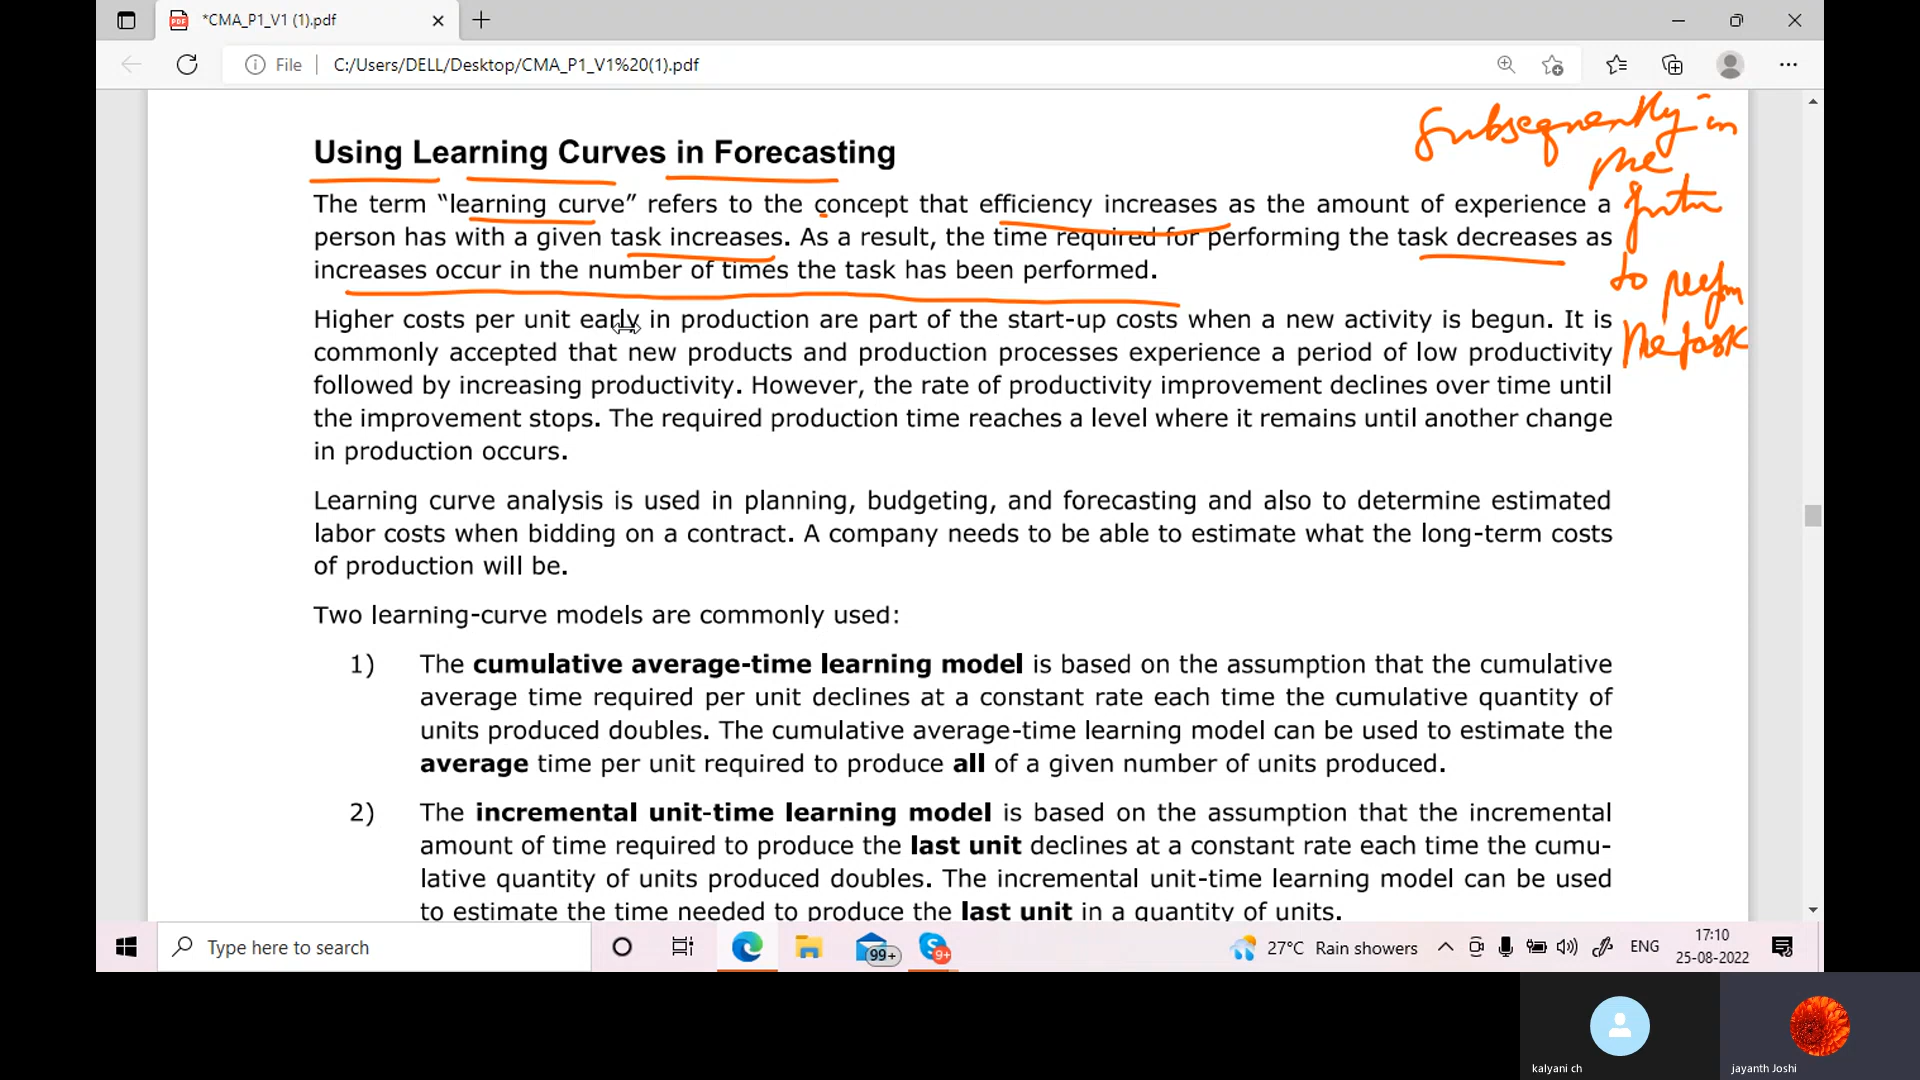 *CMA_P1_V1 (1).pdf
File
C:/Users/DELL/Desktop/CMA_P1_V1%20(1).pdf
Using Learning Curves in Forecasting
The term “learning curve” refers to the concept that efficiency increases as the amount of experience a
person has with a given task increases. As a result, the time required for performing the task decreases as
increases occur in the number of times the task has been performed.
Subsequently in
the
to perform
the task
Higher costs per unit early in production are part of the start-up costs when a new activity is begun. It is
commonly accepted that new products and production processes experience a period of low productivity
followed by increasing productivity. However, the rate of productivity improvement declines over time until
the improvement stops. The required production time reaches a level where it remains until another change
in production occurs.
Learning curve analysis is used in planning, budgeting, and forecasting and also to determine estimated
labor costs when bidding on a contract. A company needs to be able to estimate what the long-term costs
of production will be.
Two learning-curve models are commonly used:
1) The cumulative average-time learning model is based on the assumption that the cumulative
average time required per unit declines at a constant rate each time the cumulative quantity of
units produced doubles. The cumulative average-time learning model can be used to estimate the
average time per unit required to produce all of a given number of units produced.
2) The incremental unit-time learning model is based on the assumption that the incremental
amount of time required to produce the last unit declines at a constant rate each time the cumu-
lative quantity of units produced doubles. The incremental unit-time learning model can be used
to estimate the time needed to produce the last unit in a quantity of units.
Type here to search
99+
9+
27°C Rain showers
ENG
17:10
25-08-2022
kalyani ch
jayanth Joshi